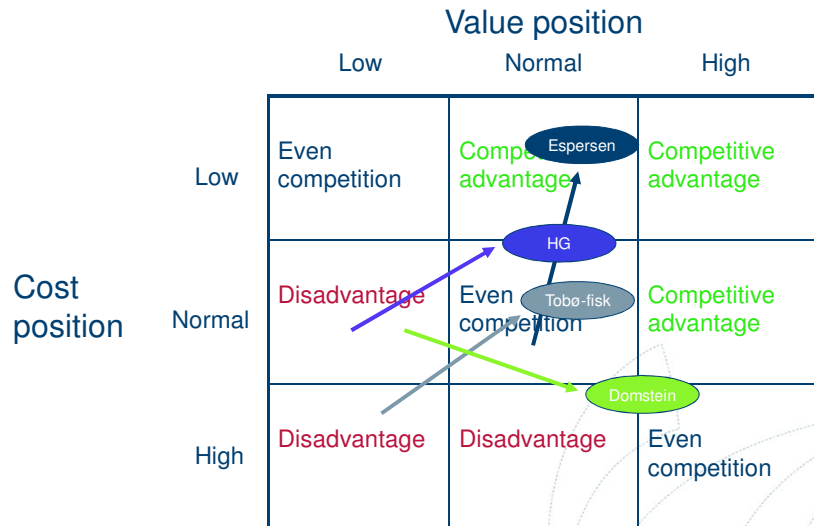 Value position
Low Normal High
Espersen
Low
Even
competition
Competitive
advantage
Competitive
advantage
HG
Cost
position
Normal
Disadvantage
Even
competition
Tobø-fisk
Competitive
advantage
Domstein
High
Disadvantage
Disadvantage
Even
competition